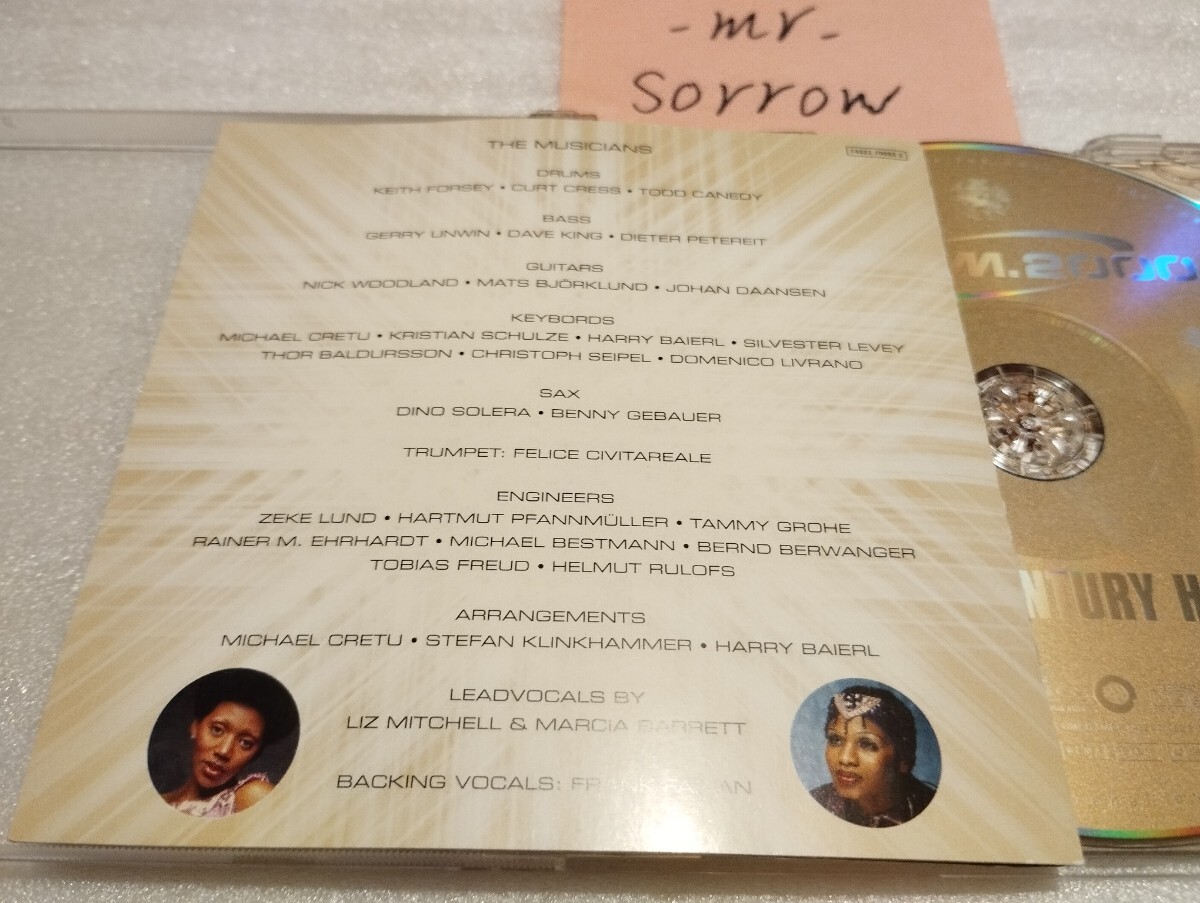 - mr -
sorrow
THE MUSICIANS
DRUMS
KEITH FORSEY • CURT CRESS • TODD CANEDY
BASS
GERRY UNWIN • DAVE KING • DIETER PETEREIT
GUITARS
NICK WOODLAND • MATS BJÖRKLUND • JOHAN DAANSEN
KEYBORDS
MICHAEL CRETU • KRISTIAN SCHULZE • HARRY BAIERL • SILVESTER LEVEY
THOR BALDURSSON • CHRISTOPH SEIPEL • DOMENICO LIVRANO
SAX
DINO SOLERA • BENNY GEBAUER
TRUMPET: FELICE CIVITAREALE
ENGINEERS
ZEKE LUND • HARTMUT PFANNMÜLLER • TAMMY GROHE
RAINER M. EHRHARDT • MICHAEL BESTMANN • BERND BERWANGER
TOBIAS FREUD • HELMUT RULOFS
ARRANGEMENTS
MICHAEL CRETU • STEFAN KLINKHAMMER • HARRY BAIERL
LEADVOCALS BY
LIZ MITCHELL & MARCIA BARRETT
BACKING VOCALS: FRANK FARIAN
NTURY H